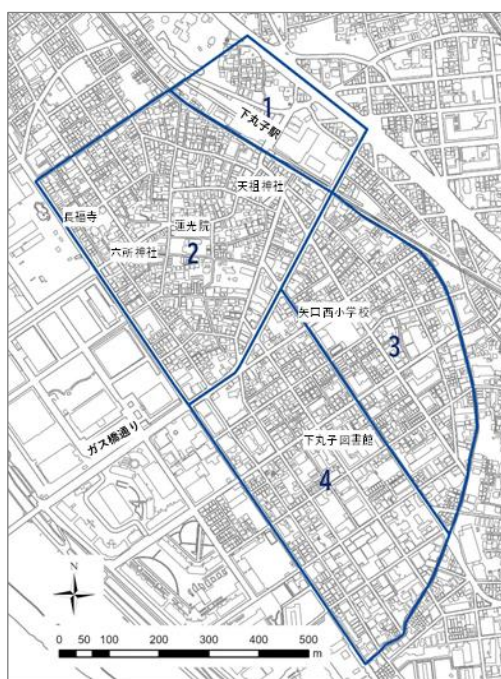 1
下丸子駅
天祖神社
長福寺
蓮光院
六所神社
2
矢口西小学校
3
ガス橋通り
下丸子図書館
4
N
0 100 200 300 400 500
m